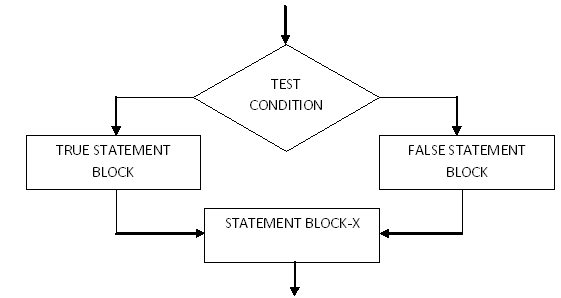 TEST
CONDITION
TRUE STATEMENT
BLOCK
FALSE STATEMENT
BLOCK
STATEMENT BLOCK-X